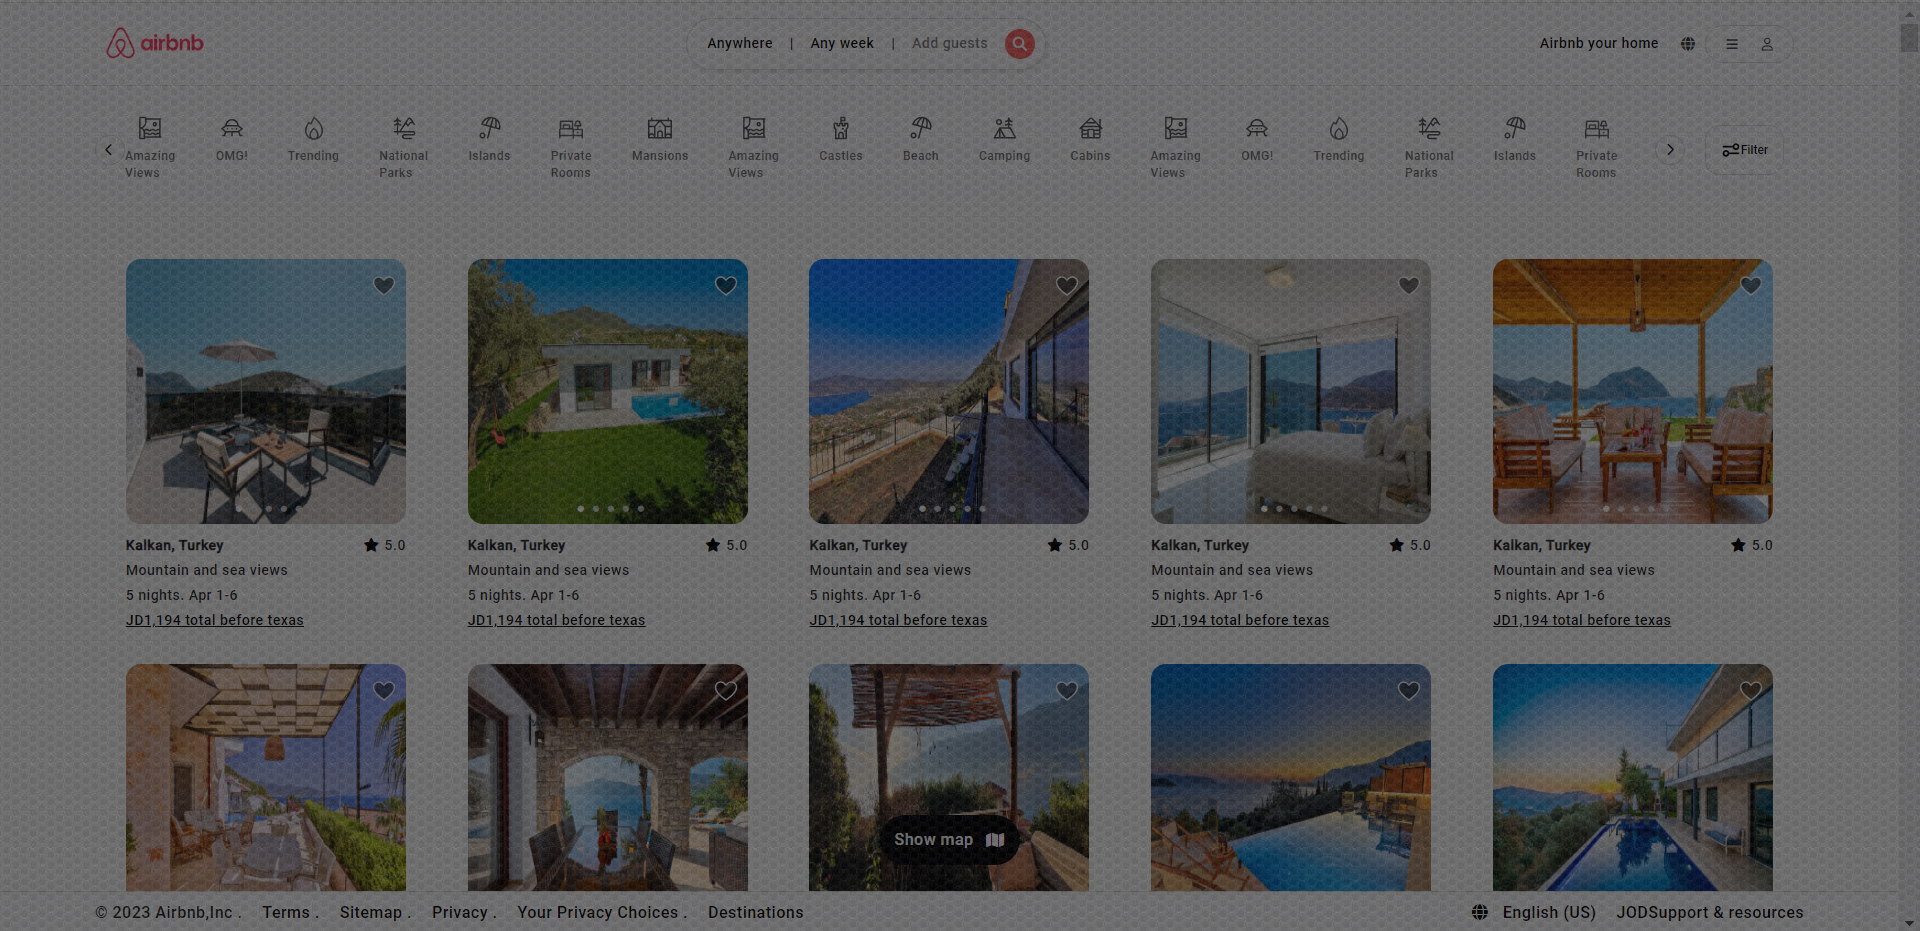 airbnb
Anywhere | Any week | Add guests
Airbnb your home
Amazing Views
OMG!
Trending
National Parks
Islands
Private Rooms
Mansions
Amazing Views
Castles
Beach
Camping
Cabins
Amazing Views
OMG!
Trending
National Parks
Islands
Private Rooms
Filter
Kalkan, Turkey 5.0
Mountain and sea views
5 nights. Apr 1-6
JD1,194 total before texas
Kalkan, Turkey 5.0
Mountain and sea views
5 nights. Apr 1-6
JD1,194 total before texas
Kalkan, Turkey 5.0
Mountain and sea views
5 nights. Apr 1-6
JD1,194 total before texas
Kalkan, Turkey 5.0
Mountain and sea views
5 nights. Apr 1-6
JD1,194 total before texas
Kalkan, Turkey 5.0
Mountain and sea views
5 nights. Apr 1-6
JD1,194 total before texas
Show map
© 2023 Airbnb,Inc . Terms . Sitemap . Privacy . Your Privacy Choices . Destinations
English (US) JODSupport & resources